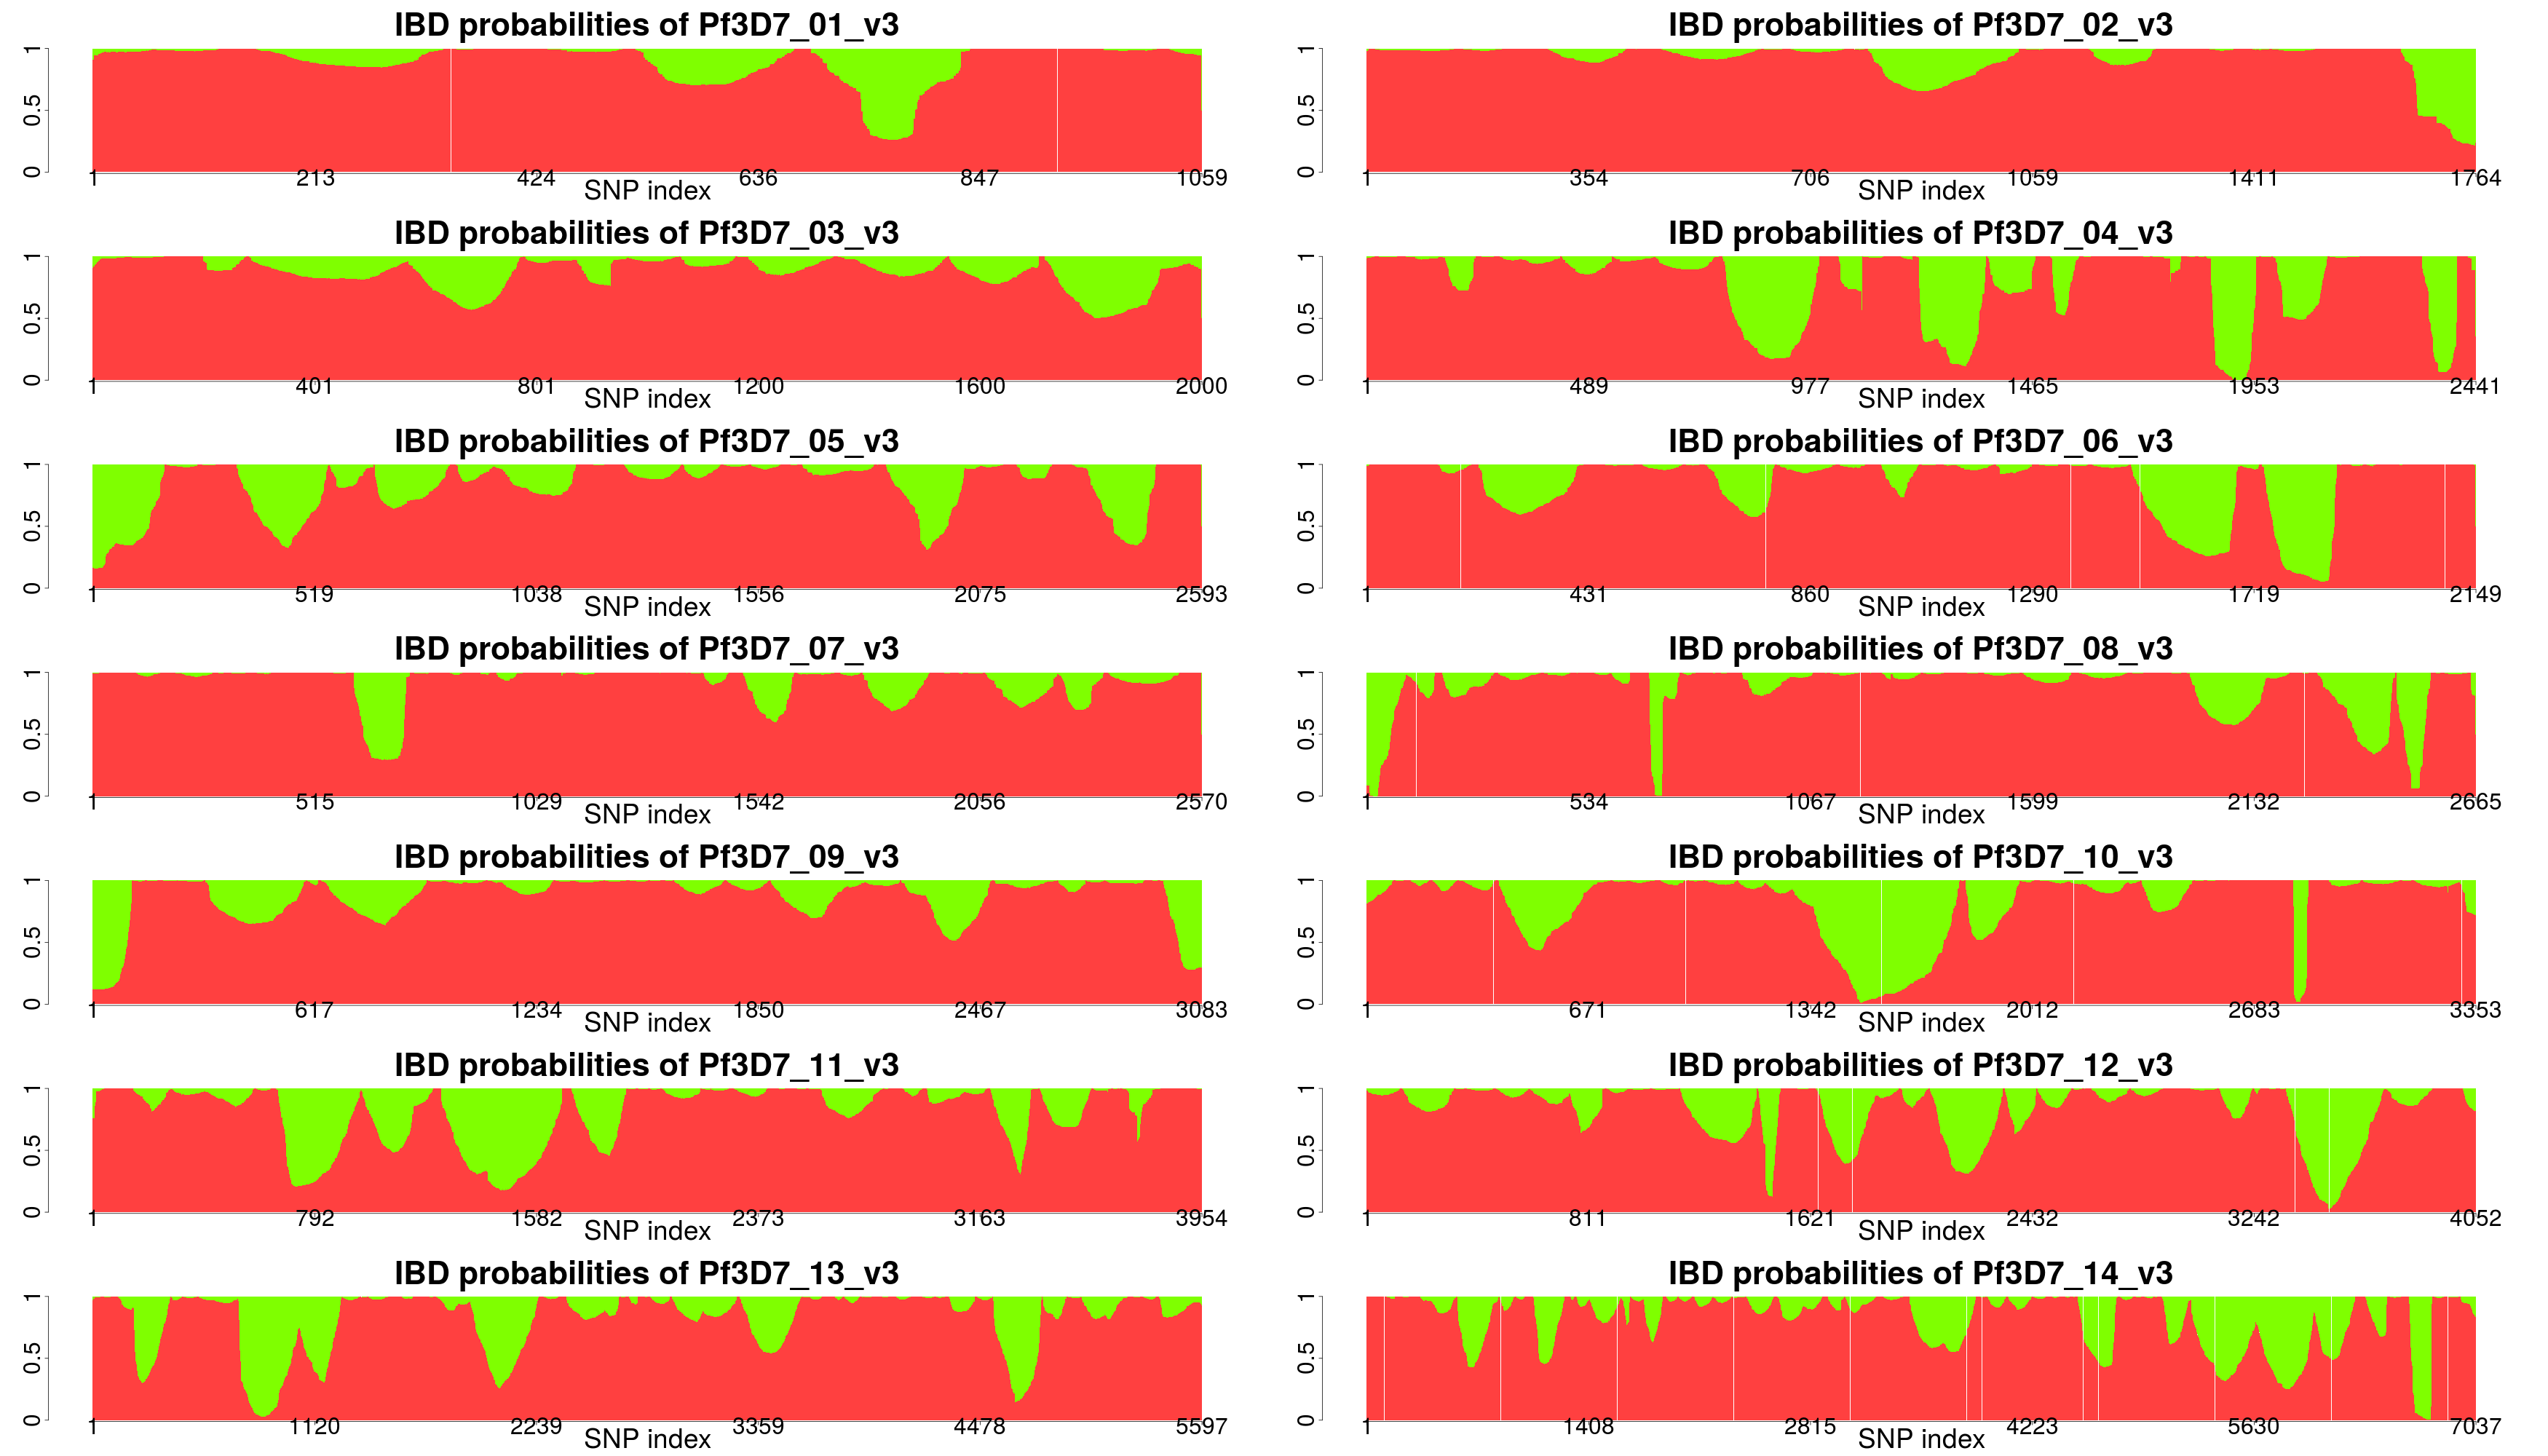 IBD probabilities of Pf3D7_01_v3
0 0.5 1
1 213 424 636 847 1059
SNP index
IBD probabilities of Pf3D7_02_v3
0 0.5 1
1 354 706 1059 1411 1764
SNP index
IBD probabilities of Pf3D7_03_v3
0 0.5 1
1 401 801 1200 1600 2000
SNP index
IBD probabilities of Pf3D7_04_v3
0 0.5 1
1 489 977 1465 1953 2441
SNP index
IBD probabilities of Pf3D7_05_v3
0 0.5 1
1 519 1038 1556 2075 2593
SNP index
IBD probabilities of Pf3D7_06_v3
0 0.5 1
1 431 860 1290 1719 2149
SNP index
IBD probabilities of Pf3D7_07_v3
0 0.5 1
1 515 1029 1542 2056 2570
SNP index
IBD probabilities of Pf3D7_08_v3
0 0.5 1
1 534 1067 1599 2132 2665
SNP index
IBD probabilities of Pf3D7_09_v3
0 0.5 1
1 617 1234 1850 2467 3083
SNP index
IBD probabilities of Pf3D7_10_v3
0 0.5 1
1 671 1342 2012 2683 3353
SNP index
IBD probabilities of Pf3D7_11_v3
0 0.5 1
1 792 1582 2373 3163 3954
SNP index
IBD probabilities of Pf3D7_12_v3
0 0.5 1
1 811 1621 2432 3242 4052
SNP index
IBD probabilities of Pf3D7_13_v3
0 0.5 1
1 1120 2239 3359 4478 5597
SNP index
IBD probabilities of Pf3D7_14_v3
0 0.5 1
1 1408 2815 4223 5630 7037
SNP index